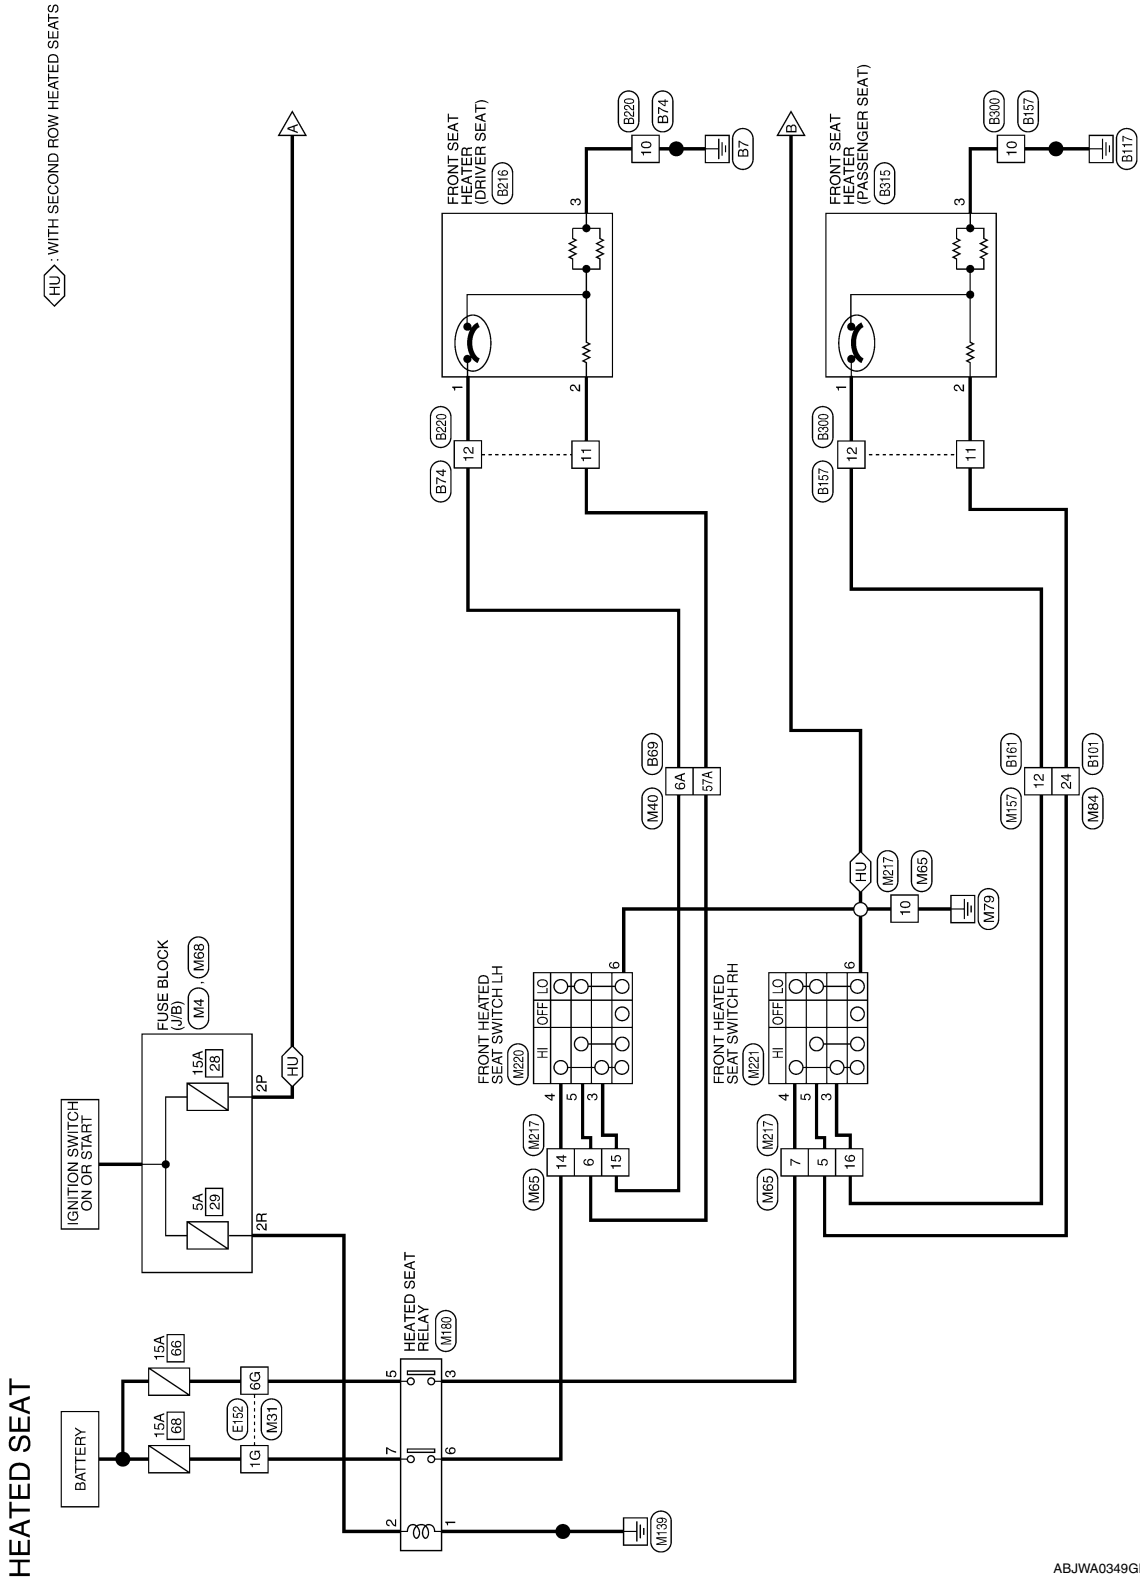 HEATED SEAT
HU : WITH SECOND ROW HEATED SEATS
BATTERY
IGNITION SWITCH
ON OR START
15A
68
15A
66
5A
29
15A
28
FUSE BLOCK
(J/B)
M4 , M68
1G
E152
M31
6G
2R
2P
HU
A
2
7
5
HEATED SEAT
RELAY
M180
1
6
3
M139
M65
14
6
15
M217
4
5
3
FRONT HEATED
SEAT SWITCH LH
M220
HI
OFF
LO
6
M65
7
5
16
M217
4
5
3
FRONT HEATED
SEAT SWITCH RH
M221
HI
OFF
LO
6
HU
M217
10
M65
M79
B
M40
6A
57A
B69
M157
12
B161
M84
24
B101
B74
12
B220
11
1
2
FRONT SEAT
HEATER
(DRIVER SEAT)
B216
3
B220
10
B74
B7
B157
12
B300
11
1
2
FRONT SEAT
HEATER
(PASSENGER SEAT)
B315
3
B300
10
B157
B117